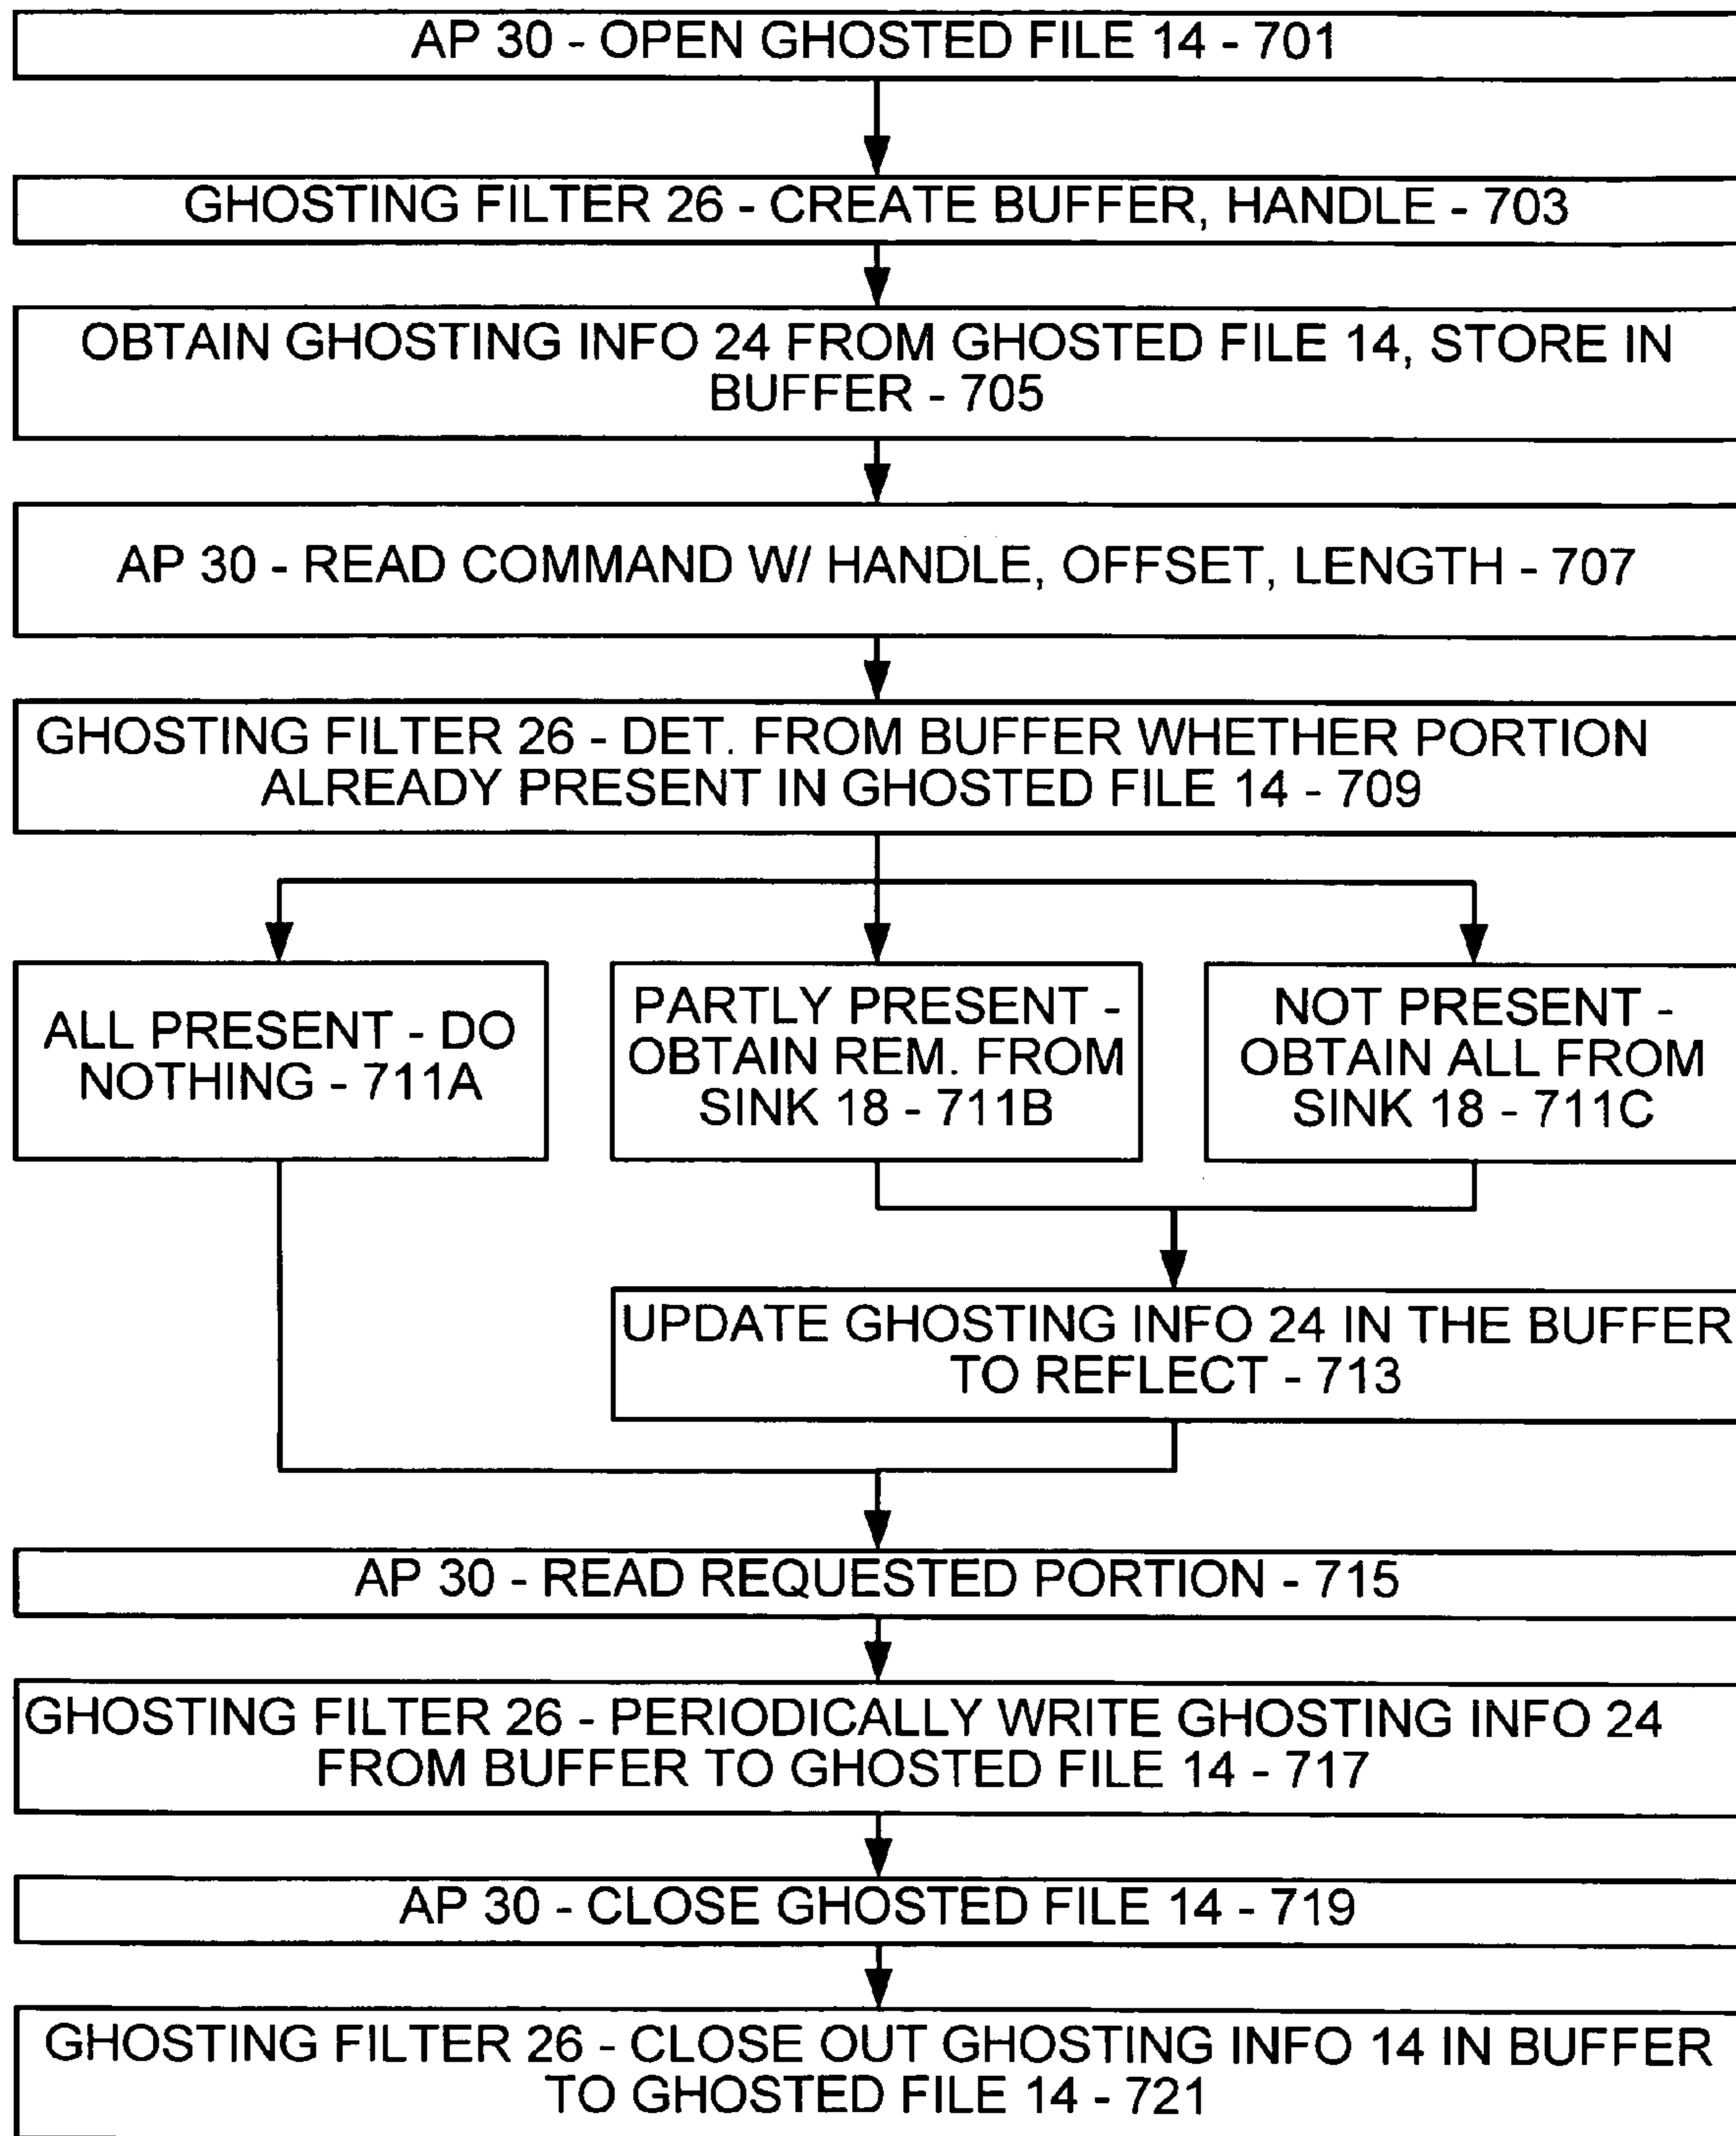 AP 30 - OPEN GHOSTED FILE 14 - 701
GHOSTING FILTER 26 - CREATE BUFFER, HANDLE - 703
OBTAIN GHOSTING INFO 24 FROM GHOSTED FILE 14, STORE IN
BUFFER - 705
AP 30 - READ COMMAND W/ HANDLE, OFFSET, LENGTH - 707
GHOSTING FILTER 26 - DET. FROM BUFFER WHETHER PORTION
ALREADY PRESENT IN GHOSTED FILE 14 - 709
ALL PRESENT - DO
NOTHING - 711A
PARTLY PRESENT -
OBTAIN REM. FROM
SINK 18 - 711B
NOT PRESENT -
OBTAIN ALL FROM
SINK 18 - 711C
UPDATE GHOSTING INFO 24 IN THE BUFFER
TO REFLECT - 713
AP 30 - READ REQUESTED PORTION - 715
GHOSTING FILTER 26 - PERIODICALLY WRITE GHOSTING INFO 24
FROM BUFFER TO GHOSTED FILE 14 - 717
AP 30 - CLOSE GHOSTED FILE 14 - 719
GHOSTING FILTER 26 - CLOSE OUT GHOSTING INFO 14 IN BUFFER
TO GHOSTED FILE 14 - 721